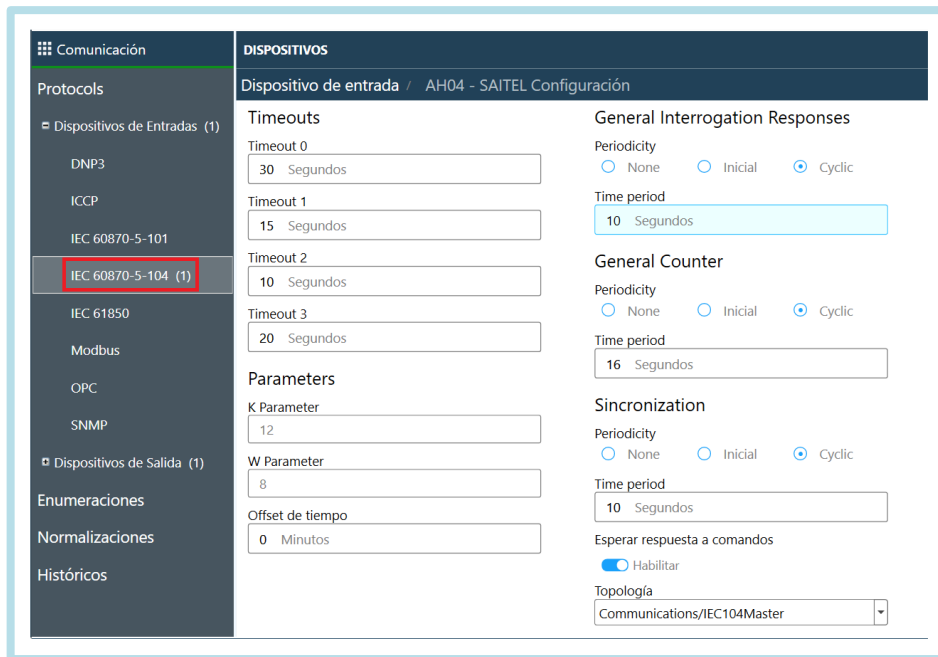 Comunicación
DISPOSITIVOS
Protocols
Dispositivos de Entradas (1)
DNP3
ICCP
IEC 60870-5-101
IEC 60870-5-104 (1)
IEC 61850
Modbus
OPC
SNMP
Dispositivos de Salida (1)
Enumeraciones
Normalizaciones
Históricos
Dispositivo de entrada / AH04 - SAITEL Configuración
Timeouts
Timeout 0
30 Segundos
Timeout 1
15 Segundos
Timeout 2
10 Segundos
Timeout 3
20 Segundos
Parameters
K Parameter
12
W Parameter
8
Offset de tiempo
0 Minutos
General Interrogation Responses
Periodicity
None Inicial Cyclic
Time period
10 Segundos
General Counter
Periodicity
None Inicial Cyclic
Time period
16 Segundos
Sincronization
Periodicity
None Inicial Cyclic
Time period
10 Segundos
Esperar respuesta a comandos
Habilitar
Topología
Communications/IEC104Master